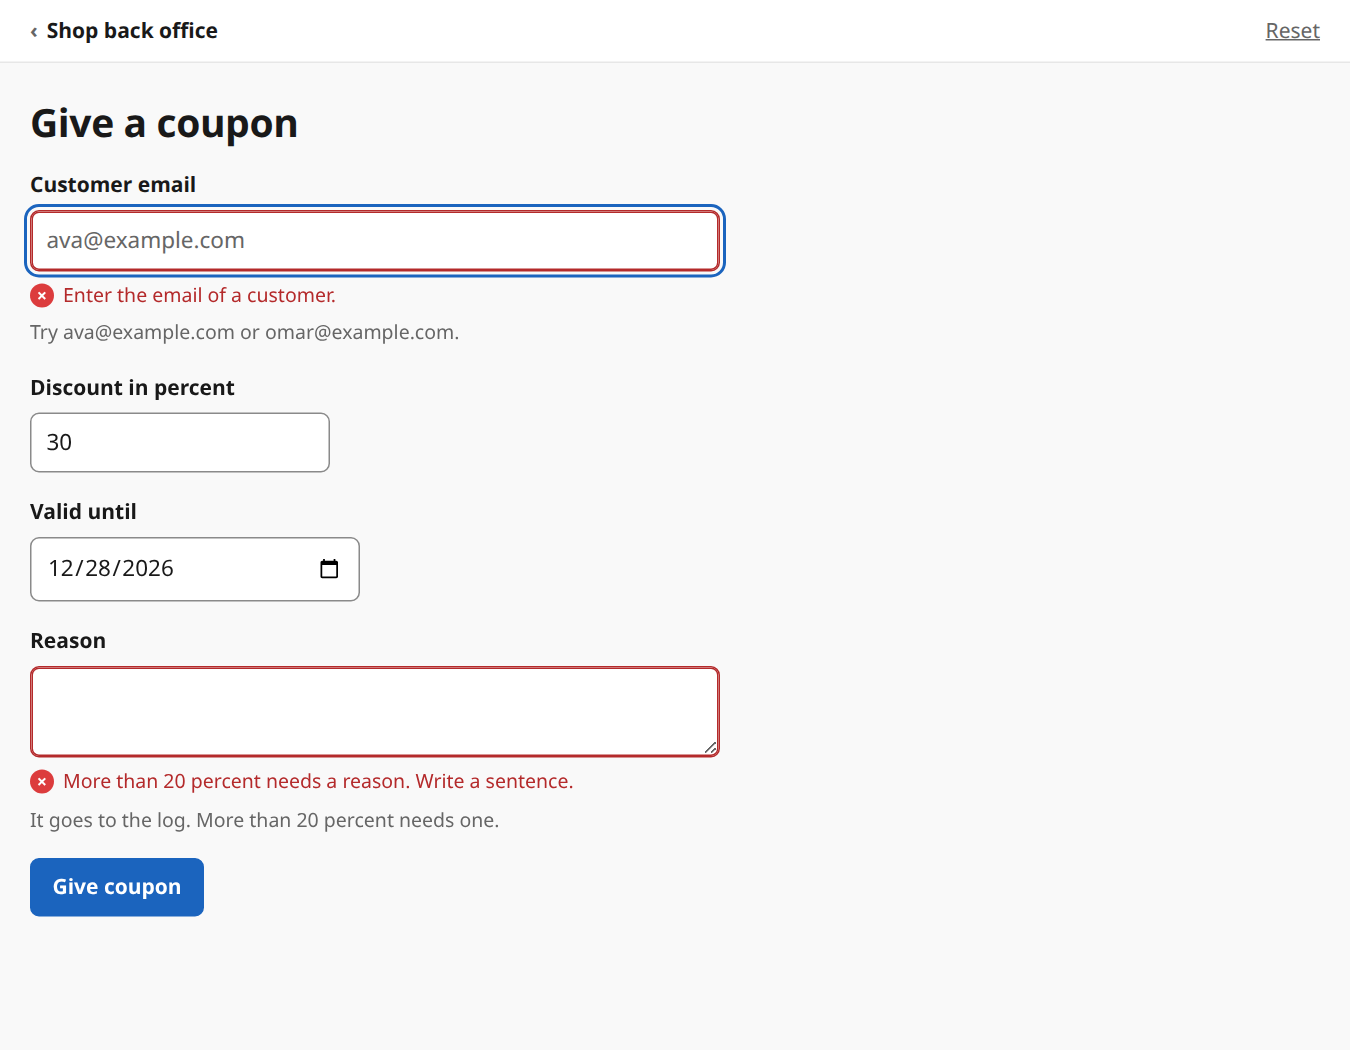 ‹ Shop back office
Reset
Give a coupon
Customer email
ava@example.com
Enter the email of a customer.
Try ava@example.com or omar@example.com.
Discount in percent
30
Valid until
12/28/2026
Reason
More than 20 percent needs a reason. Write a sentence.
It goes to the log. More than 20 percent needs one.
Give coupon